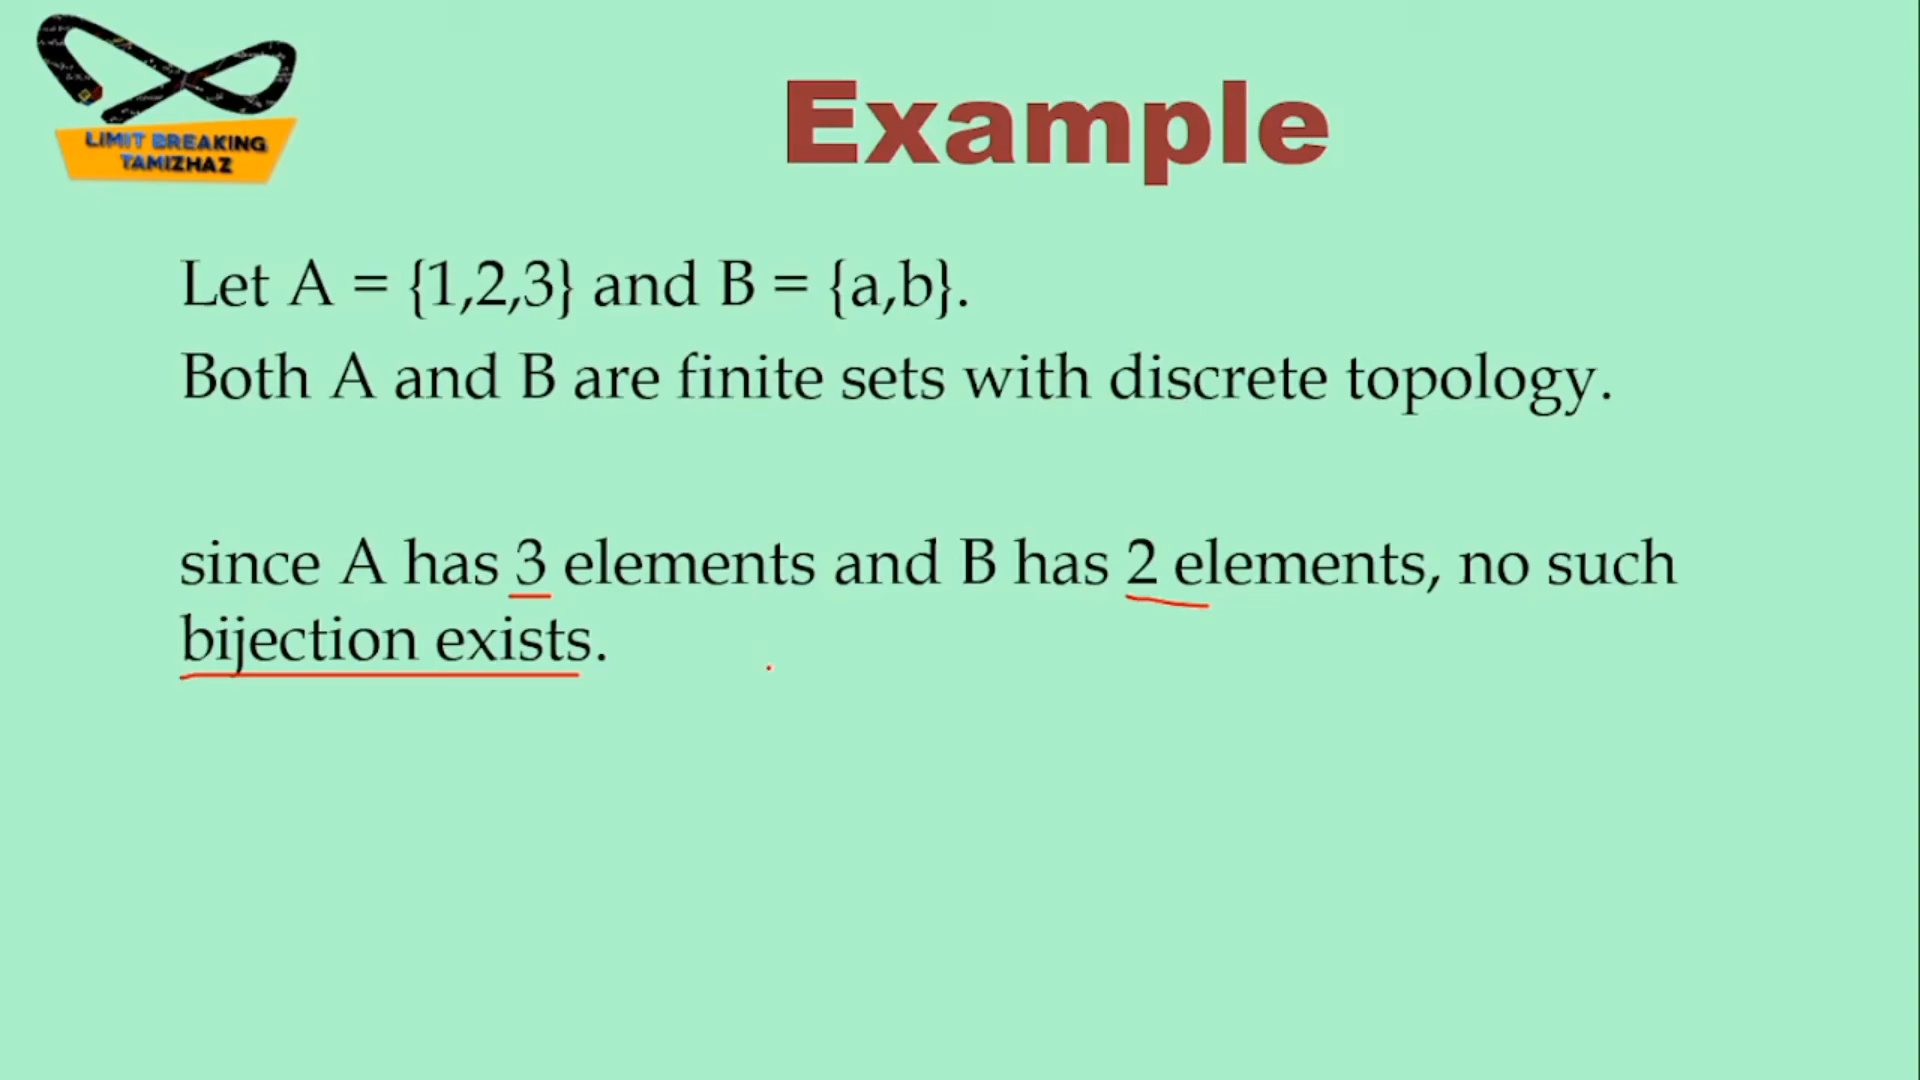 LIMIT BREAKING
TAMIZHAZ
Example
Let A = {1,2,3} and B = {a,b}.
Both A and B are finite sets with discrete topology.
since A has 3 elements and B has 2 elements, no such
bijection exists.